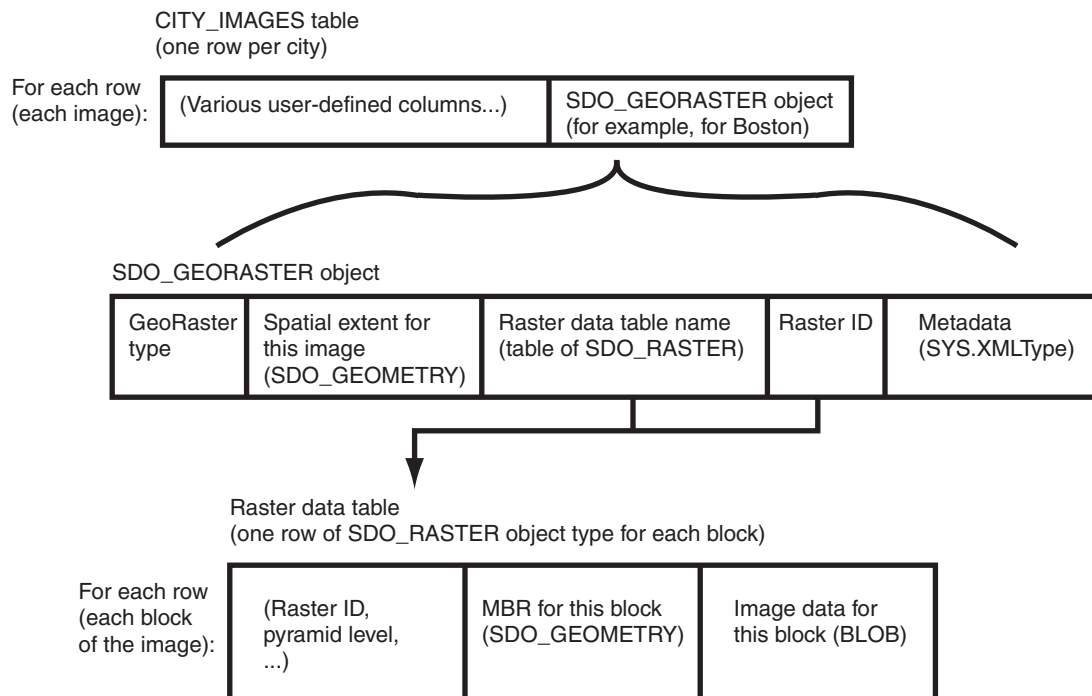 CITY_IMAGES table
(one row per city)
For each row
(each image):
(Various user-defined columns...)
SDO_GEORASTER object
(for example, for Boston)
SDO_GEORASTER object
GeoRaster
type
Spatial extent for
this image
(SDO_GEOMETRY)
Raster data table name
(table of SDO_RASTER)
Raster ID
Metadata
(SYS.XMLType)
Raster data table
(one row of SDO_RASTER object type for each block)
For each row
(each block
of the image):
(Raster ID,
pyramid level,
...)
MBR for this block
(SDO_GEOMETRY)
Image data for
this block (BLOB)